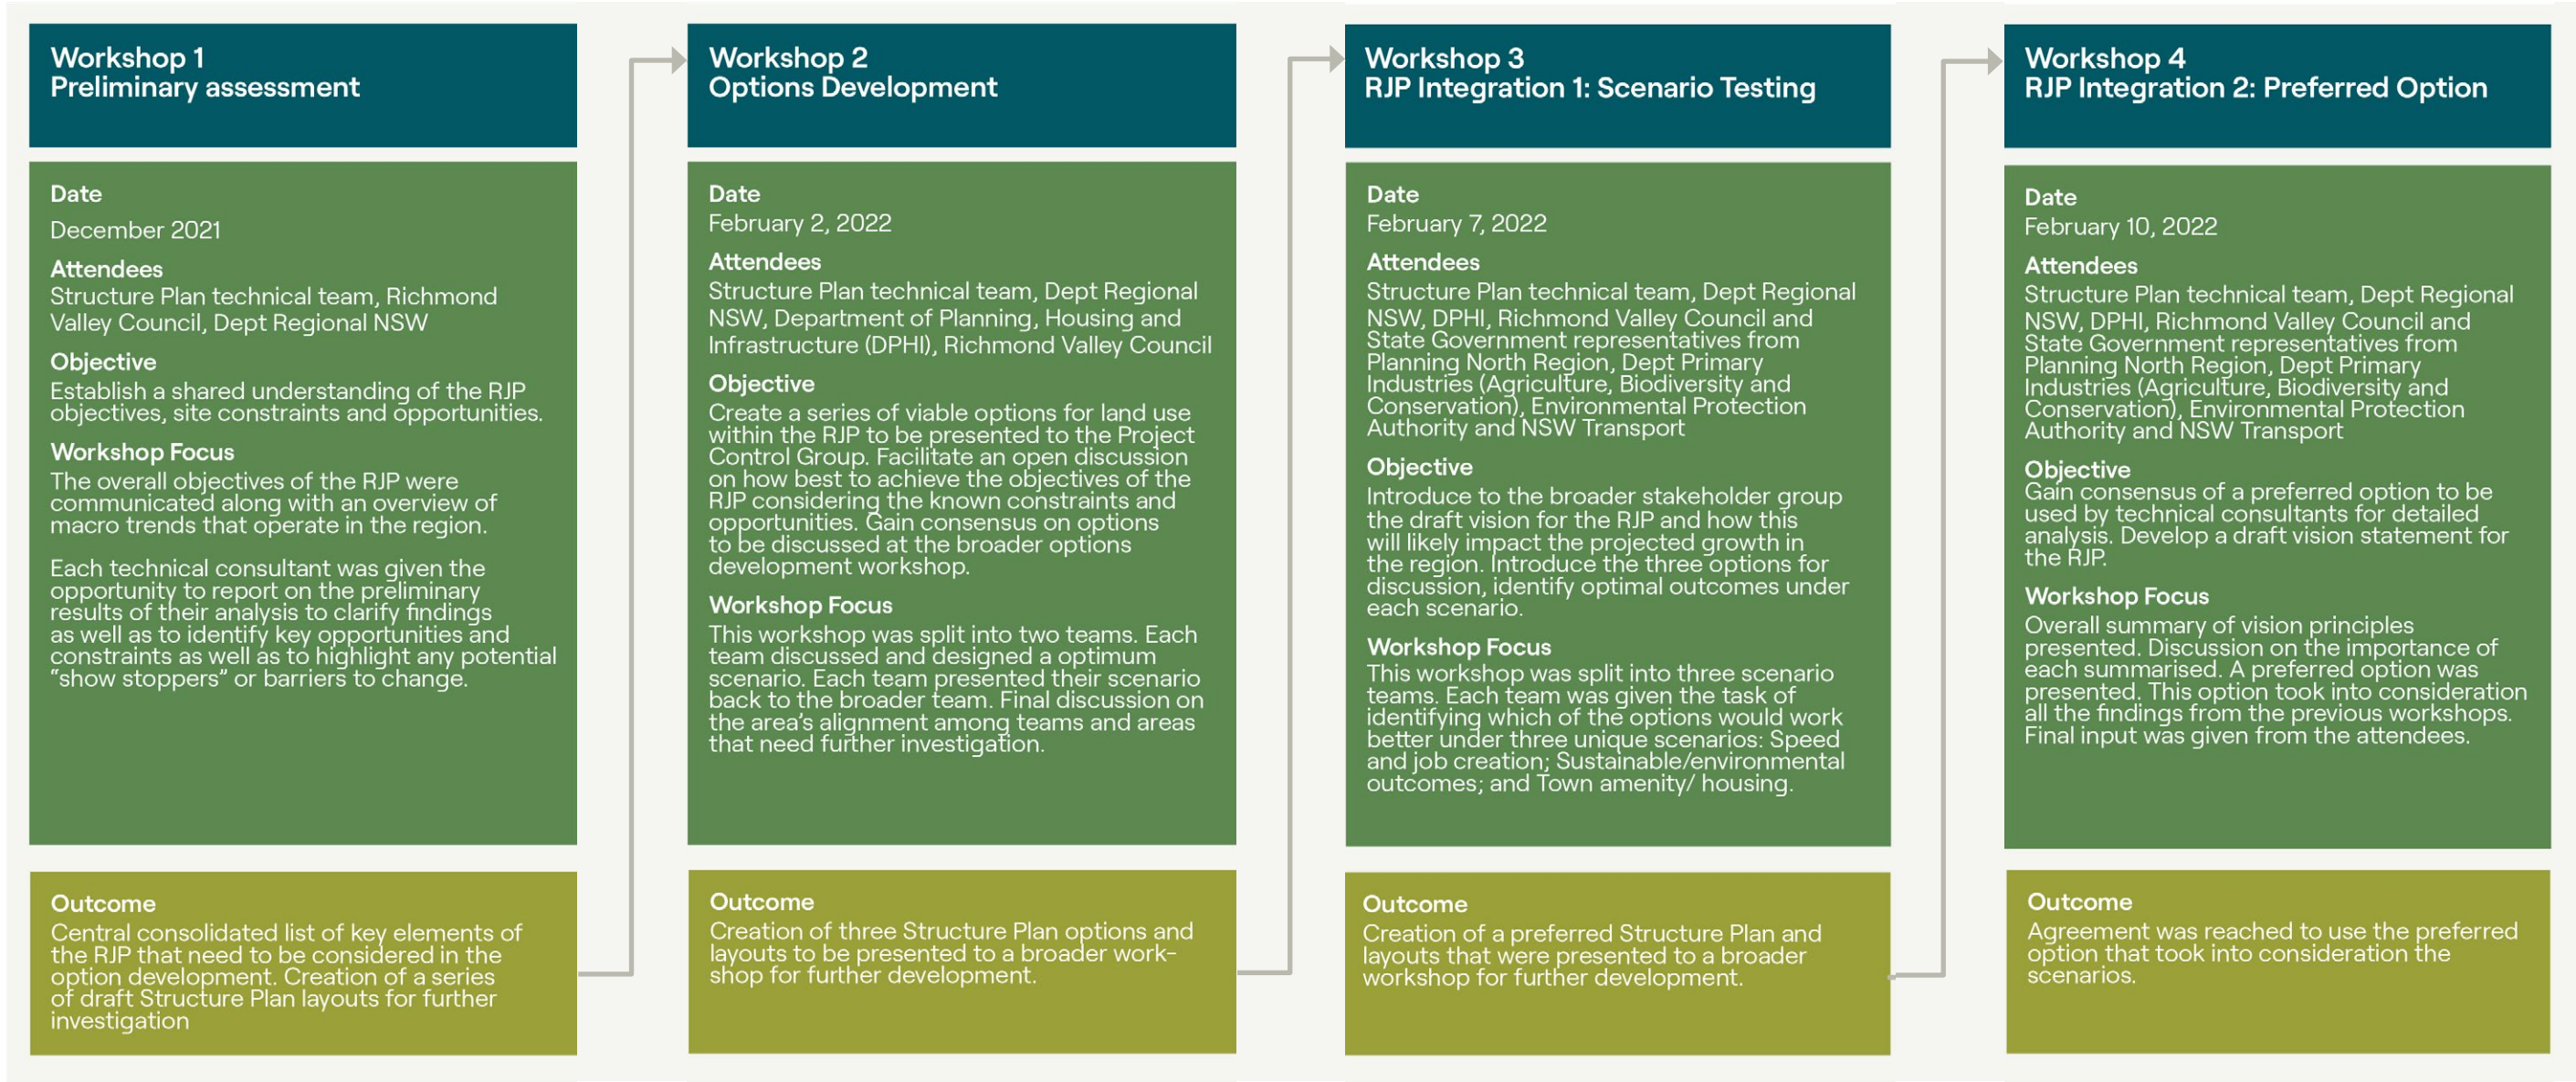 Workshop 1
Preliminary assessment
Date
December 2021
Attendees
Structure Plan technical team, Richmond
Valley Council, Dept Regional NSW
Objective
Establish a shared understanding of the RJP
objectives, site constraints and opportunities.
Workshop Focus
The overall objectives of the RJP were
communicated along with an overview of
macro trends that operate in the region.
Each technical consultant was given the
opportunity to report on the preliminary
results of their analysis to clarify findings
as well as to identify key opportunities and
constraints as well as to highlight any potential
“show stoppers” or barriers to change.
Outcome
Central consolidated list of key elements of
the RJP that need to be considered in the
option development. Creation of a series
of draft Structure Plan layouts for further
investigation
Workshop 2
Options Development
Date
February 2, 2022
Attendees
Structure Plan technical team, Dept Regional
NSW, Department of Planning, Housing and
Infrastructure (DPHI), Richmond Valley Council
Objective
Create a series of viable options for land use
within the RJP to be presented to the Project
Control Group. Facilitate an open discussion
on how best to achieve the objectives of the
RJP considering the known constraints and
opportunities. Gain consensus on options
to be discussed at the broader options
development workshop.
Workshop Focus
This workshop was split into two teams. Each
team discussed and designed a optimum
scenario. Each team presented their scenario
back to the broader team. Final discussion on
the area’s alignment among teams and areas
that need further investigation.
Outcome
Creation of three Structure Plan options and
layouts to be presented to a broader work-
shop for further development.
Workshop 3
RJP Integration 1: Scenario Testing
Date
February 7, 2022
Attendees
Structure Plan technical team, Dept Regional
NSW, DPHI, Richmond Valley Council and
State Government representatives from
Planning North Region, Dept Primary
Industries (Agriculture, Biodiversity and
Conservation), Environmental Protection
Authority and NSW Transport
Objective
Introduce to the broader stakeholder group
the draft vision for the RJP and how this
will likely impact the projected growth in
the region. Introduce the three options for
discussion, identify optimal outcomes under
each scenario.
Workshop Focus
This workshop was split into three scenario
teams. Each team was given the task of
identifying which of the options would work
better under three unique scenarios: Speed
and job creation; Sustainable/environmental
outcomes; and Town amenity/ housing.
Outcome
Creation of a preferred Structure Plan and
layouts that were presented to a broader
workshop for further development.
Workshop 4
RJP Integration 2: Preferred Option
Date
February 10, 2022
Attendees
Structure Plan technical team, Dept Regional
NSW, DPHI, Richmond Valley Council and
State Government representatives from
Planning North Region, Dept Primary
Industries (Agriculture, Biodiversity and
Conservation), Environmental Protection
Authority and NSW Transport
Objective
Gain consensus of a preferred option to be
used by technical consultants for detailed
analysis. Develop a draft vision statement for
the RJP.
Workshop Focus
Overall summary of vision principles
presented. Discussion on the importance of
each summarised. A preferred option was
presented. This option took into consideration
all the findings from the previous workshops.
Final input was given from the attendees.
Outcome
Agreement was reached to use the preferred
option that took into consideration the
scenarios.